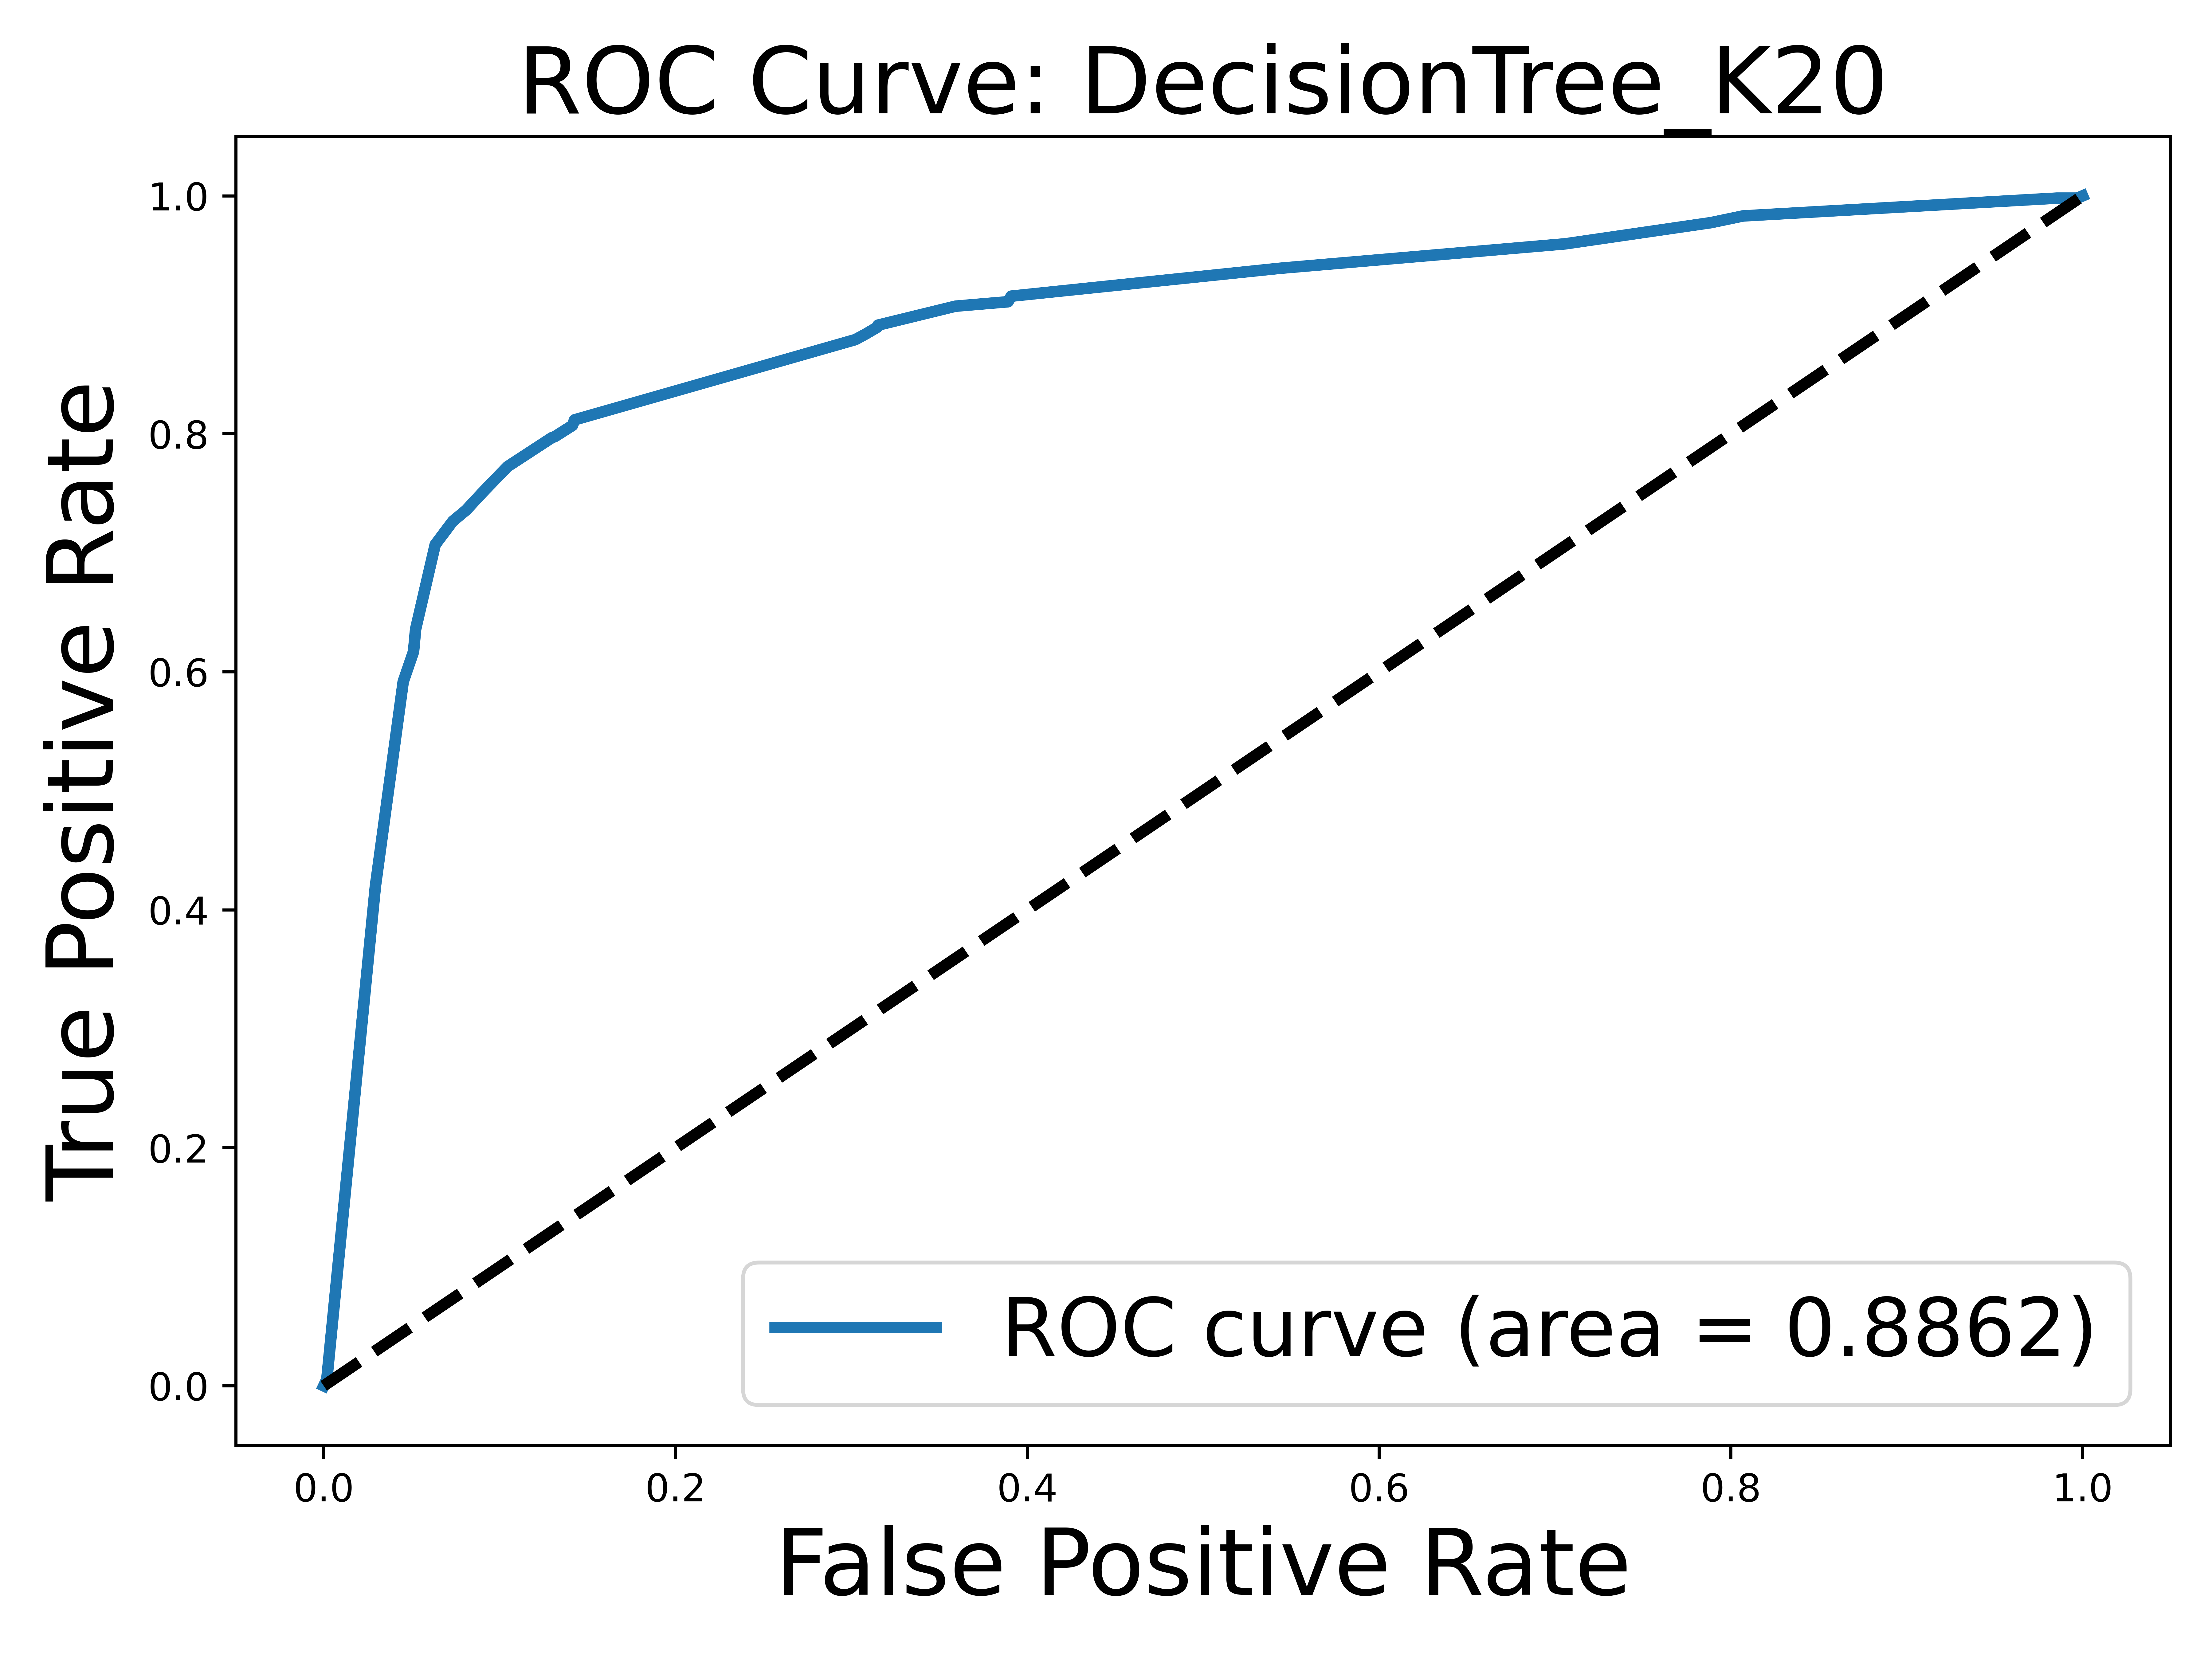 ROC Curve: DecisionTree_K20
True Positive Rate
1.0
0.8
0.6
0.4
0.2
0.0
ROC curve (area = 0.8862)
0.0 0.2 0.4 0.6 0.8 1.0
False Positive Rate